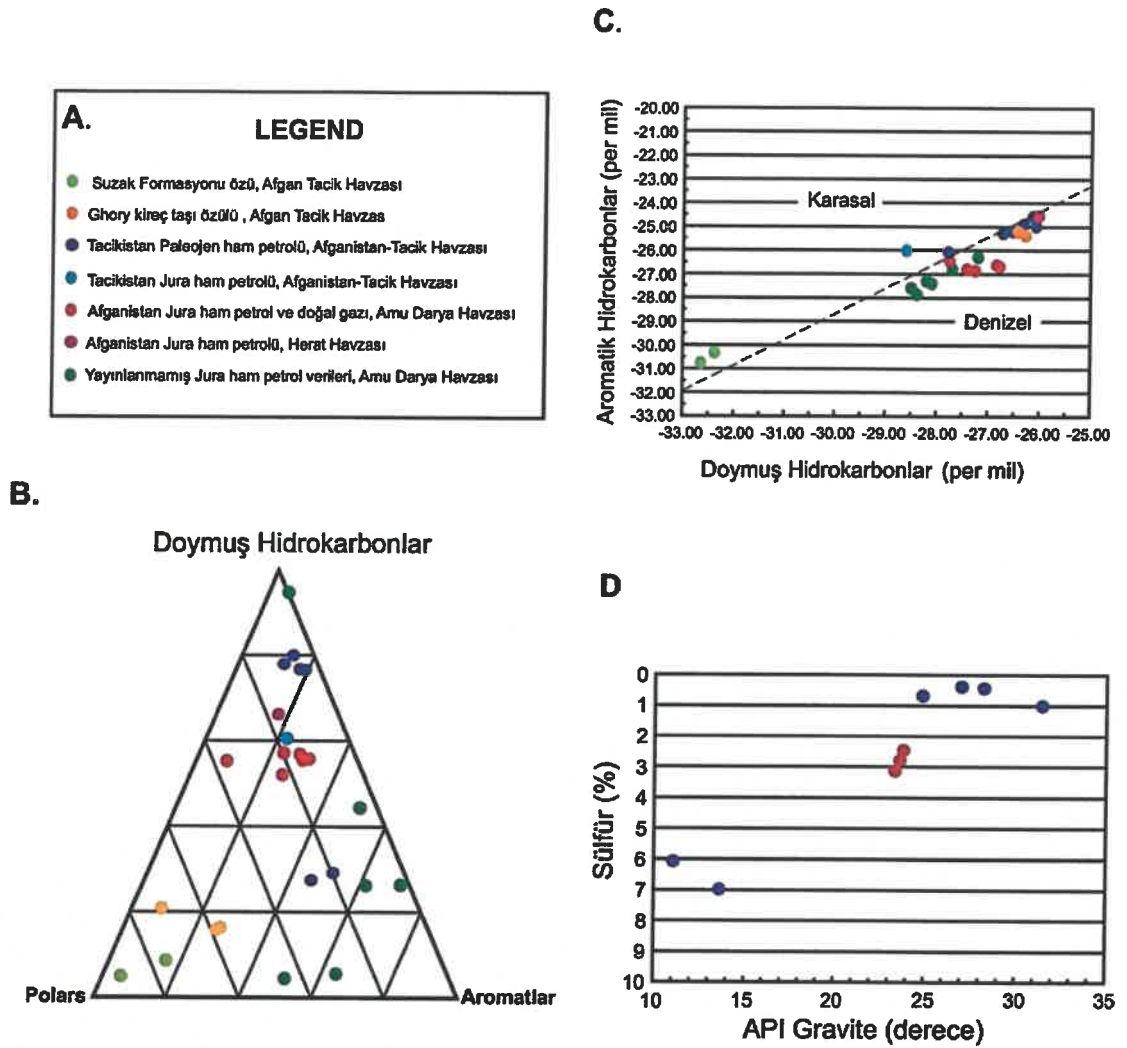 A.
LEGEND
Suzak Formasyonu özü, Afgan Tacik Havzası
Ghory kireç taşı özülü , Afgan Tacik Havzas
Tacikistan Paleojen ham petrolü, Afganistan-Tacik Havzası
Tacikistan Jura ham petrolü, Afganistan-Tacik Havzası
Afganistan Jura ham petrol ve doğal gazı, Amu Darya Havzası
Afganistan Jura ham petrolü, Herat Havzası
Yayınlanmamış Jura ham petrol verileri, Amu Darya Havzası
B.
Doymuş Hidrokarbonlar
Polars
Aromatlar
C.
Aromatik Hidrokarbonlar (per mil)
-20.00
-21.00
-22.00
-23.00
-24.00
-25.00
-26.00
-27.00
-28.00
-29.00
-30.00
-31.00
-32.00
-33.00
Karasal
Denizel
-33.00 -32.00 -31.00 -30.00 -29.00 -28.00 -27.00 -26.00 -25.00
Doymuş Hidrokarbonlar (per mil)
D
Sülfür (%)
0
1
2
3
4
5
6
7
8
9
10
10 15 20 25 30 35
API Gravite (derece)